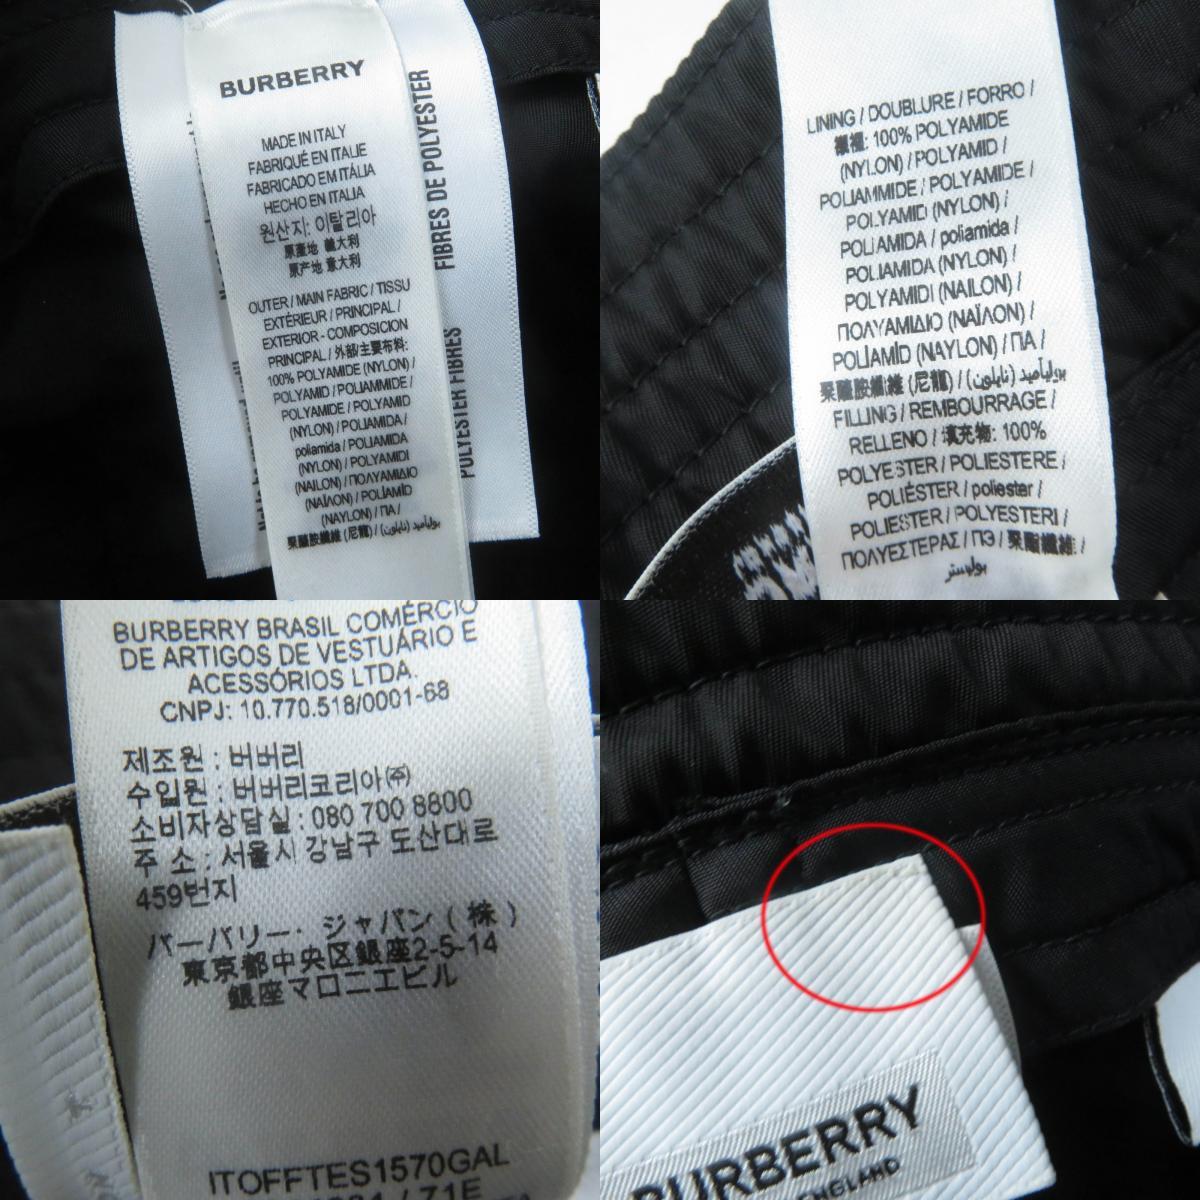 BURBERRY
MADE IN ITALY
FABRIQUÉ EN ITALIE
FABRICADO EM ITÁLIA
HECHO EN ITALIA
원산지: 이탈리아
原產地 義大利
原产地 意大利
OUTER / MAIN FABRIC / TISSU
EXTÉRIEUR / PRINCIPAL /
EXTERIOR - COMPOSICION
PRINCIPAL / 外部/主要布料:
100% POLYAMIDE (NYLON) /
POLYAMID / POLIAMMIDE /
POLYAMIDE / POLYAMID
(NYLON) / POLIAMIDA /
poliamida / POLIAMIDA
(NYLON) / POLYAMIDI
(NAILON) / ΠΟΛΥΑΜΙΔΙΟ
(ΝΑΪΛΟΝ) / POLİAMİD
(NAYLON) / ПА /
聚醯胺纖維 (尼龍) / بوليأميد (نايلون)
FIBRES DE POLYESTER
POLYESTER FIBRES
LINING / DOUBLURE / FORRO /
襯裡: 100% POLYAMIDE
(NYLON) / POLYAMID /
POLIAMMIDE / POLYAMIDE /
POLYAMID (NYLON) /
POLIAMIDA / poliamida /
POLIAMIDA (NYLON) /
POLYAMIDI (NAILON) /
ΠΟΛΥΑΜΙΔΙΟ (ΝΑΪΛΟΝ) /
POLİAMİD (NAYLON) / ПА /
聚醯胺纖維 (尼龍) / بوليأميد (نايلون) /
FILLING / REMBOURRAGE /
RELLENO / 填充物: 100%
POLYESTER / POLIESTERE /
POLIÉSTER / poliester /
POLIESTER / POLYESTERI /
ΠΟΛΥΕΣΤΕΡΑΣ / ПЭ / 聚酯纖維 /
بوليستر
BURBERRY BRASIL COMÉRCIO
DE ARTIGOS DE VESTUÁRIO E
ACESSÓRIOS LTDA.
CNPJ: 10.770.518/0001-68
제조원 : 버버리
수입원 : 버버리코리아㈜
소비자상담실 : 080 700 8800
주 소 : 서울시 강남구 도산대로
459번지
バーバリー・ジャパン（株）
東京都中央区銀座2-5-14
銀座マロニエビル
ITOFFTES1570GAL
/ 71E
BURBERRY
ENGLAND